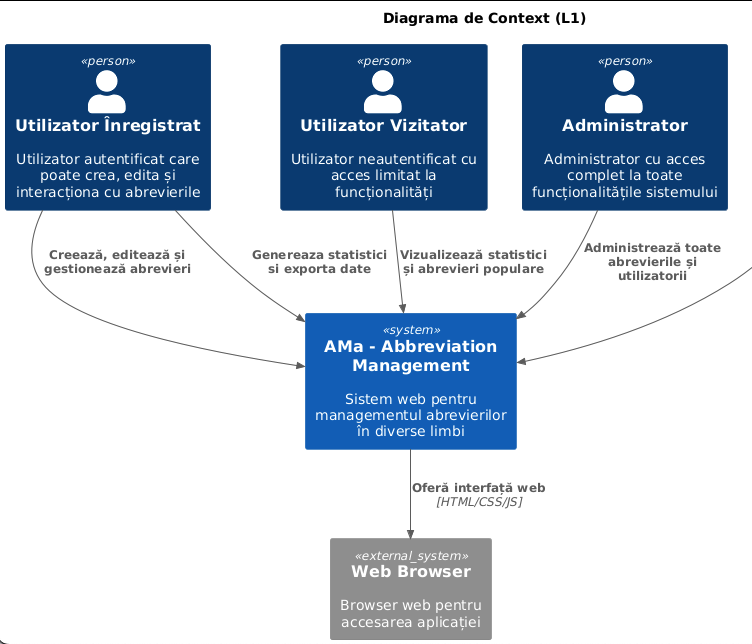 Diagrama de Context (L1)
«person»
Utilizator Înregistrat
Utilizator autentificat care
poate crea, edita și
interacționa cu abrevierile
«person»
Utilizator Vizitator
Utilizator neautentificat cu
acces limitat la
funcționalități
«person»
Administrator
Administrator cu acces
complet la toate
funcționalitățile sistemului
Creează, editează și
gestionează abrevieri
Genereaza statistici
si exporta date
Vizualizează statistici
și abrevieri populare
Administrează toate
abrevierile și
utilizatorii
«system»
AMa - Abbreviation
Management
Sistem web pentru
managementul abrevierilor
în diverse limbi
Oferă interfață web
[HTML/CSS/JS]
«external_system»
Web Browser
Browser web pentru
accesarea aplicației